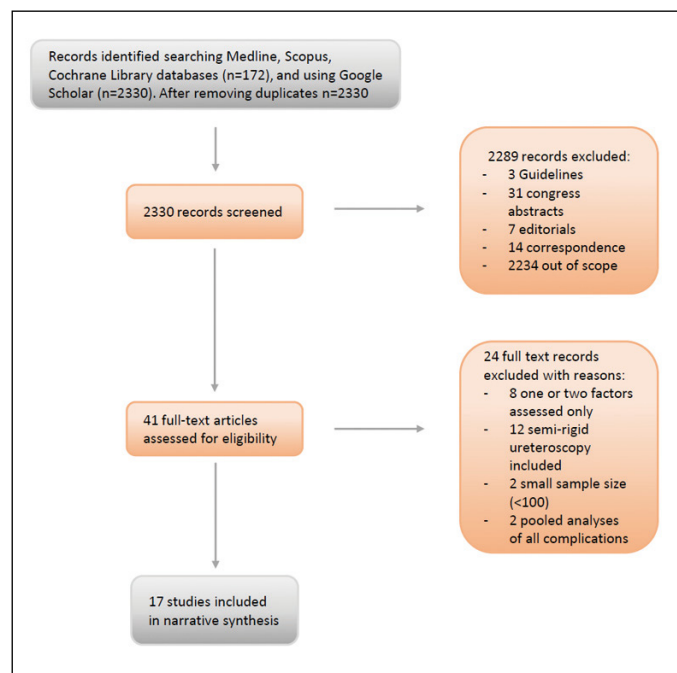 Records identified searching Medline, Scopus,
Cochrane Library databases (n=172), and using Google
Scholar (n=2330). After removing duplicates n=2330
2330 records screened
2289 records excluded:
- 3 Guidelines
- 31 congress
abstracts
- 7 editorials
- 14 correspondence
- 2234 out of scope
41 full-text articles
assessed for eligibility
24 full text records
excluded with reasons:
- 8 one or two factors
assessed only
- 12 semi-rigid
ureteroscopy
included
- 2 small sample size
(<100)
- 2 pooled analyses
of all complications
17 studies included
in narrative synthesis